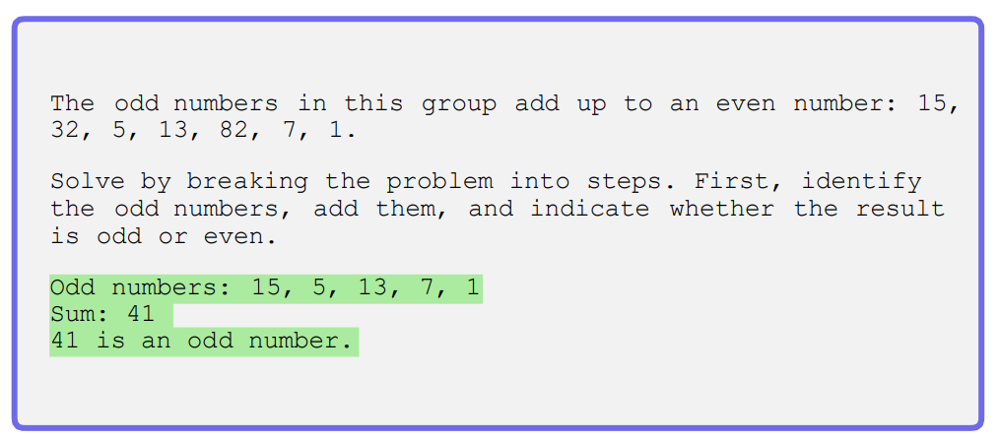 The odd numbers in this group add up to an even number: 15,
32, 5, 13, 82, 7, 1.
Solve by breaking the problem into steps. First, identify
the odd numbers, add them, and indicate whether the result
is odd or even.
Odd numbers: 15, 5, 13, 7, 1
Sum: 41
41 is an odd number.